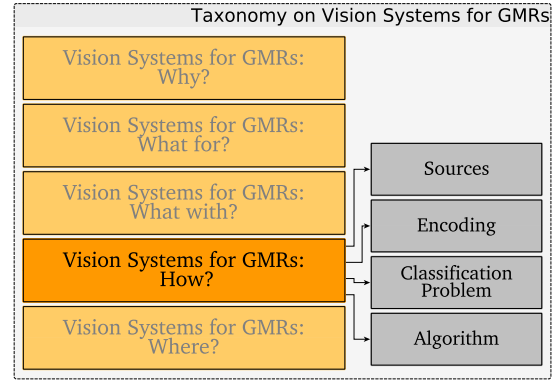 Taxonomy on Vision Systems for GMRs
Vision Systems for GMRs:
Why?
Vision Systems for GMRs:
What for?
Vision Systems for GMRs:
What with?
Vision Systems for GMRs:
How?
Vision Systems for GMRs:
Where?
Sources
Encoding
Classification
Problem
Algorithm